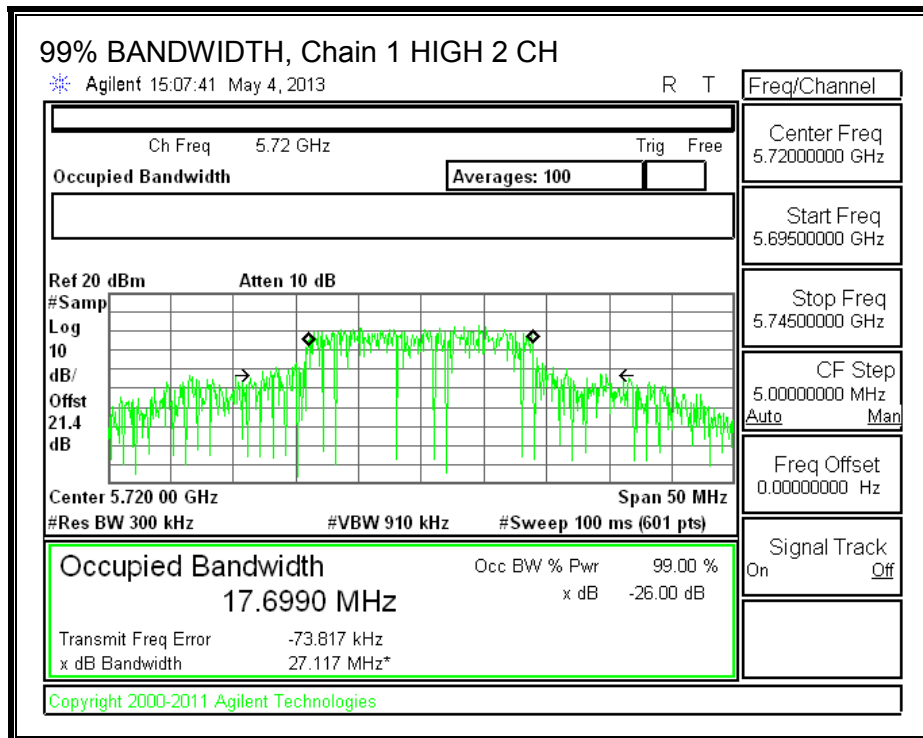 99% BANDWIDTH, Chain 1 HIGH 2 CH
Agilent 15:07:41 May 4, 2013 R T
Freq/Channel
Ch Freq 5.72 GHz Trig Free
Occupied Bandwidth Averages: 100
Center Freq
5.72000000 GHz
Start Freq
5.69500000 GHz
Stop Freq
5.74500000 GHz
CF Step
5.00000000 MHz
Auto Man
Freq Offset
0.00000000 Hz
Signal Track
On Off
Ref 20 dBm Atten 10 dB
#Samp
Log
10
dB/
Offst
21.4
dB
Center 5.720 00 GHz Span 50 MHz
#Res BW 300 kHz #VBW 910 kHz #Sweep 100 ms (601 pts)
Occupied Bandwidth Occ BW % Pwr 99.00 %
17.6990 MHz x dB -26.00 dB
Transmit Freq Error -73.817 kHz
x dB Bandwidth 27.117 MHz*
Copyright 2000-2011 Agilent Technologies